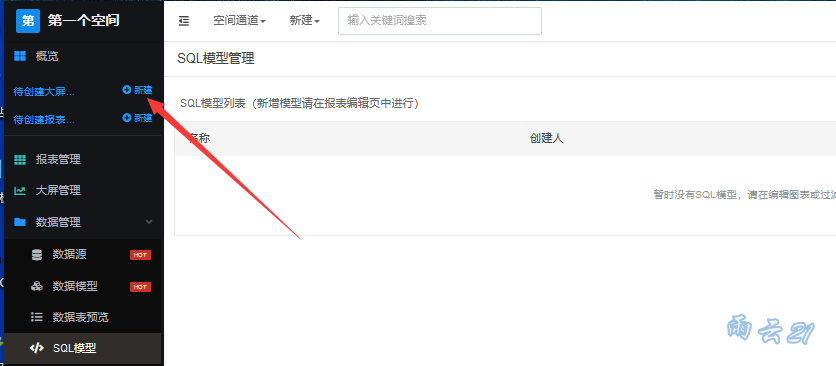 第 第一个空间
空间通道 新建 输入关键词搜索
概览
待创建大屏... 新建
待创建报表... 新建
报表管理
大屏管理
数据管理
数据源 HOT
数据模型 HOT
数据表预览
SQL模型
SQL模型管理
SQL模型列表（新增模型请在报表编辑页中进行）
名称 创建人
暂时没有SQL模型，请在编辑图表或过滤
雨云21